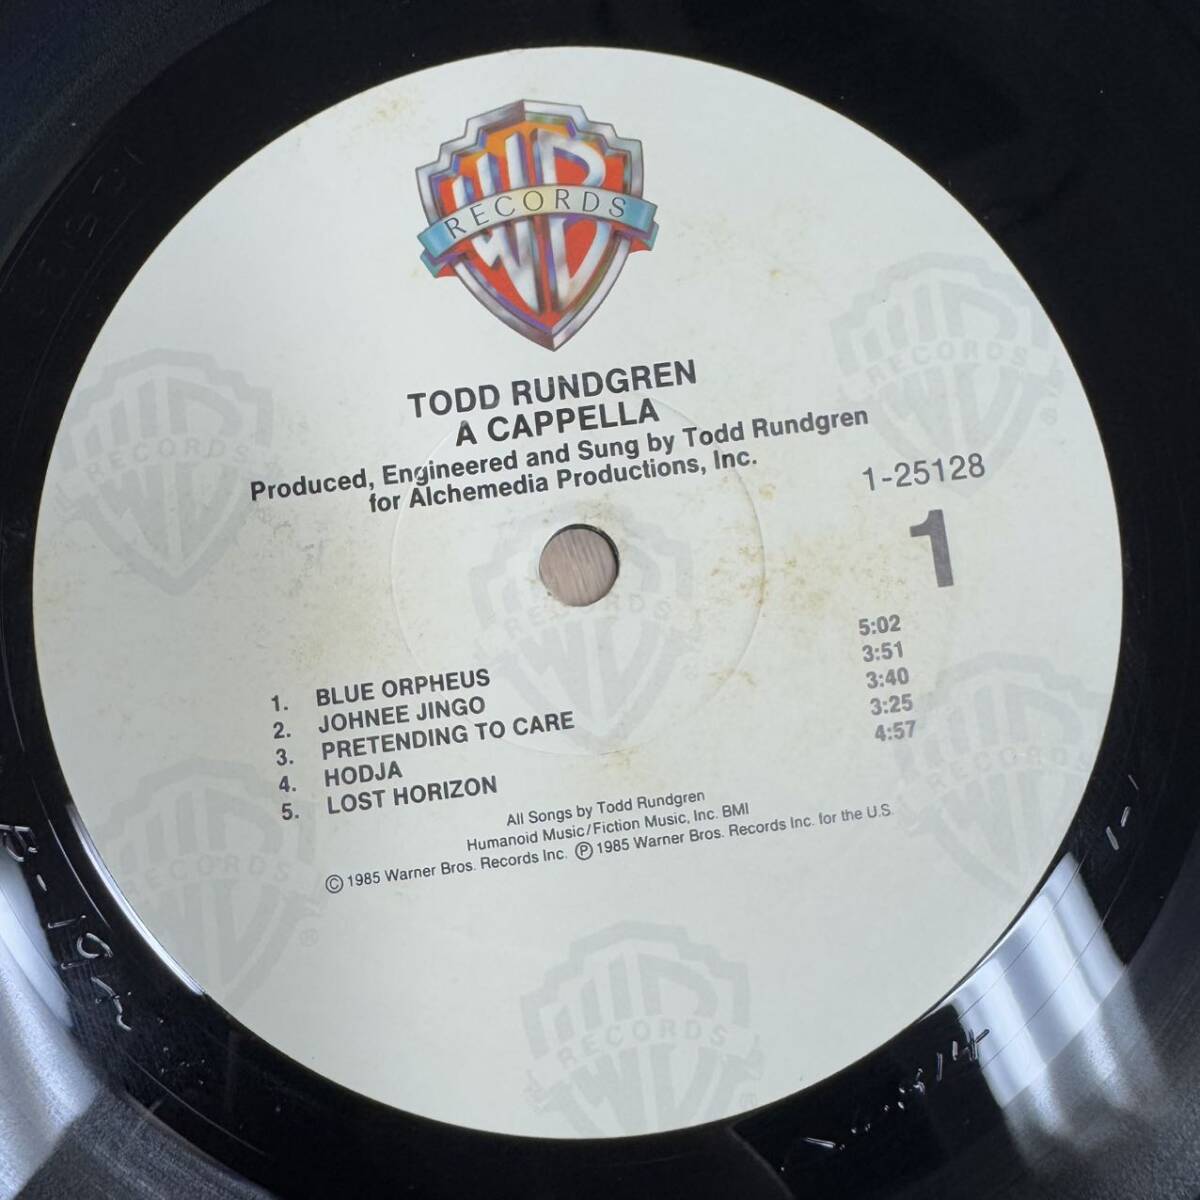 WB
RECORDS
TODD RUNDGREN
A CAPPELLA
Produced, Engineered and Sung by Todd Rundgren
for Alchemedia Productions, Inc.
1-25128
1
1. BLUE ORPHEUS 5:02
2. JOHNEE JINGO 3:51
3. PRETENDING TO CARE 3:40
4. HODJA 3:25
5. LOST HORIZON 4:57
All Songs by Todd Rundgren
Humanoid Music/Fiction Music, Inc. BMI
© 1985 Warner Bros. Records Inc. ℗ 1985 Warner Bros. Records Inc. for the U.S.